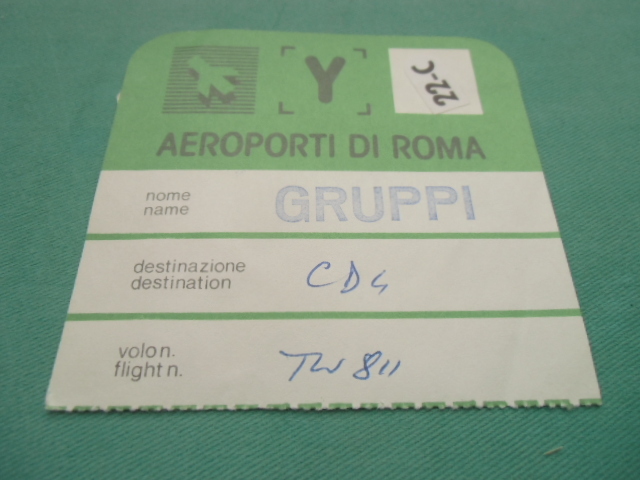 Y
22-C
AEROPORTI DI ROMA
nome
name
GRUPPI
destinazione
destination
CDG
volo n.
flight n.
TW 811